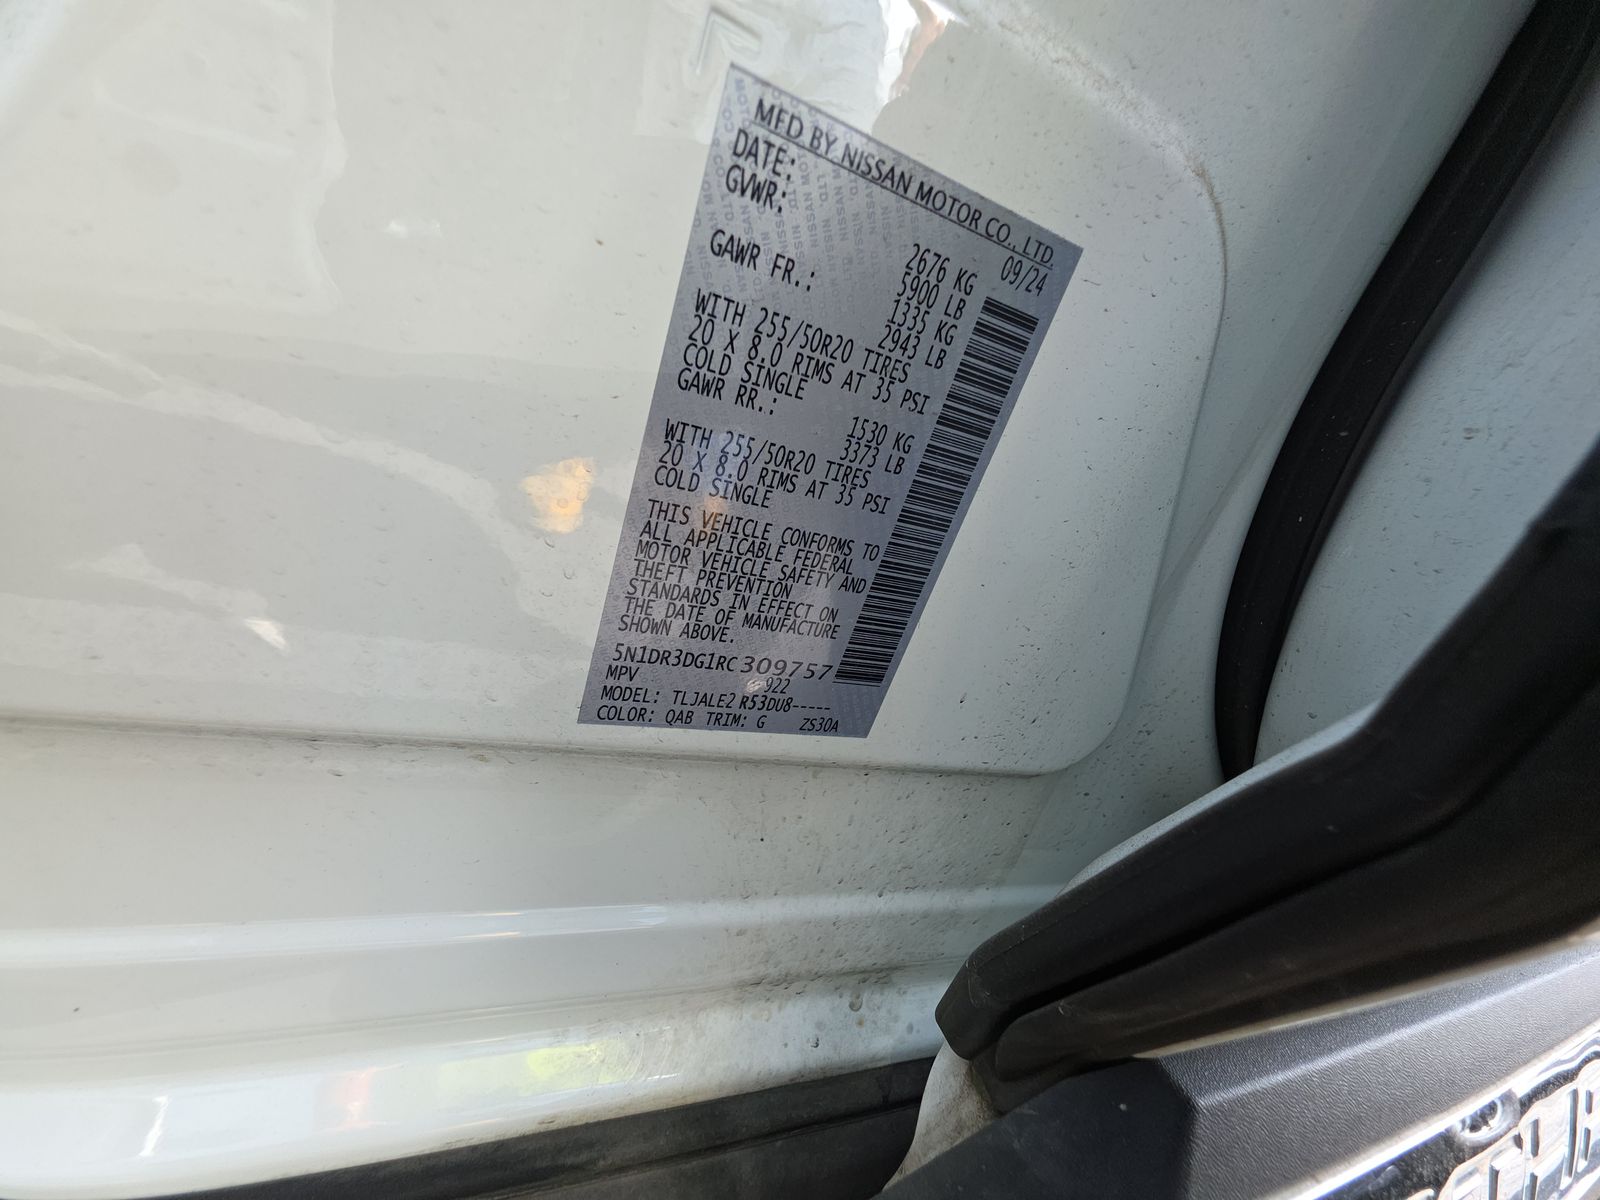 MFD BY NISSAN MOTOR CO., LTD.
DATE: 09/24
GVWR: 2676 KG
5900 LB
GAWR FR.: 1335 KG
2943 LB
WITH 255/50R20 TIRES
20 X 8.0 RIMS AT 35 PSI
COLD SINGLE
GAWR RR.: 1530 KG
3373 LB
WITH 255/50R20 TIRES
20 X 8.0 RIMS AT 35 PSI
COLD SINGLE
THIS VEHICLE CONFORMS TO
ALL APPLICABLE FEDERAL
MOTOR VEHICLE SAFETY AND
THEFT PREVENTION
STANDARDS IN EFFECT ON
THE DATE OF MANUFACTURE
SHOWN ABOVE.
5N1DR3DG1RC309757
MPV 922
MODEL: TLJALE2 R53DU8-----
COLOR: QAB TRIM: G ZS30A